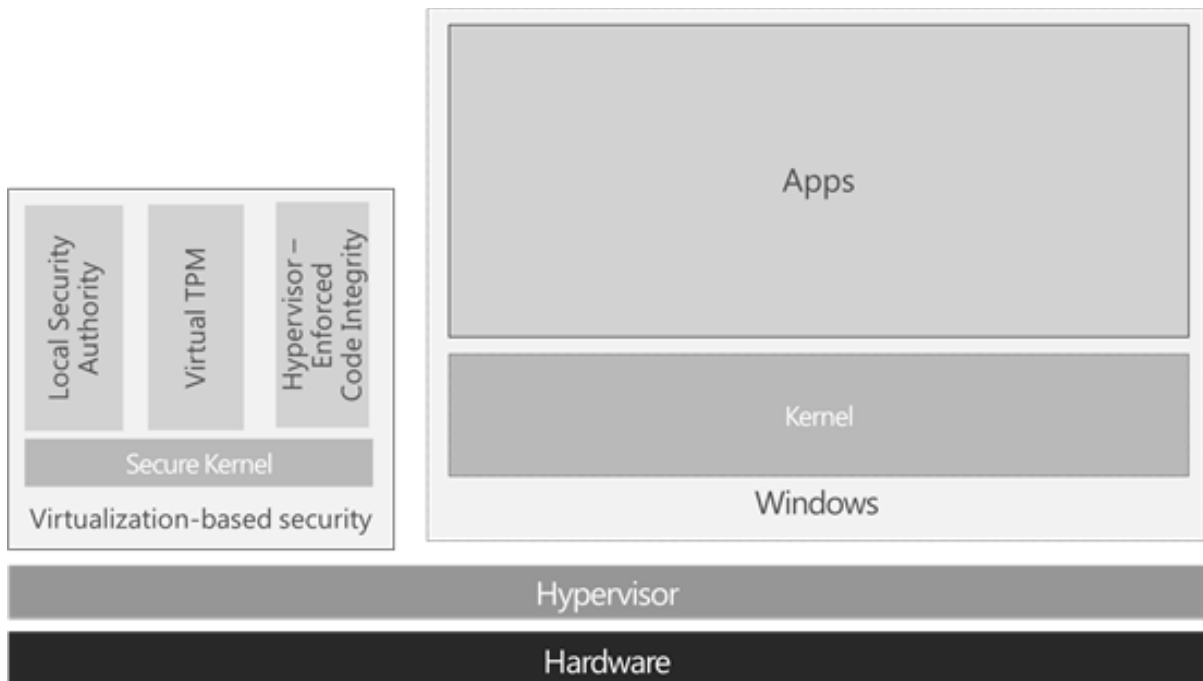 Apps
Kernel
Windows
Local Security
Authority
Virtual TPM
Hypervisor –
Enforced
Code Integrity
Secure Kernel
Virtualization-based security
Hypervisor
Hardware